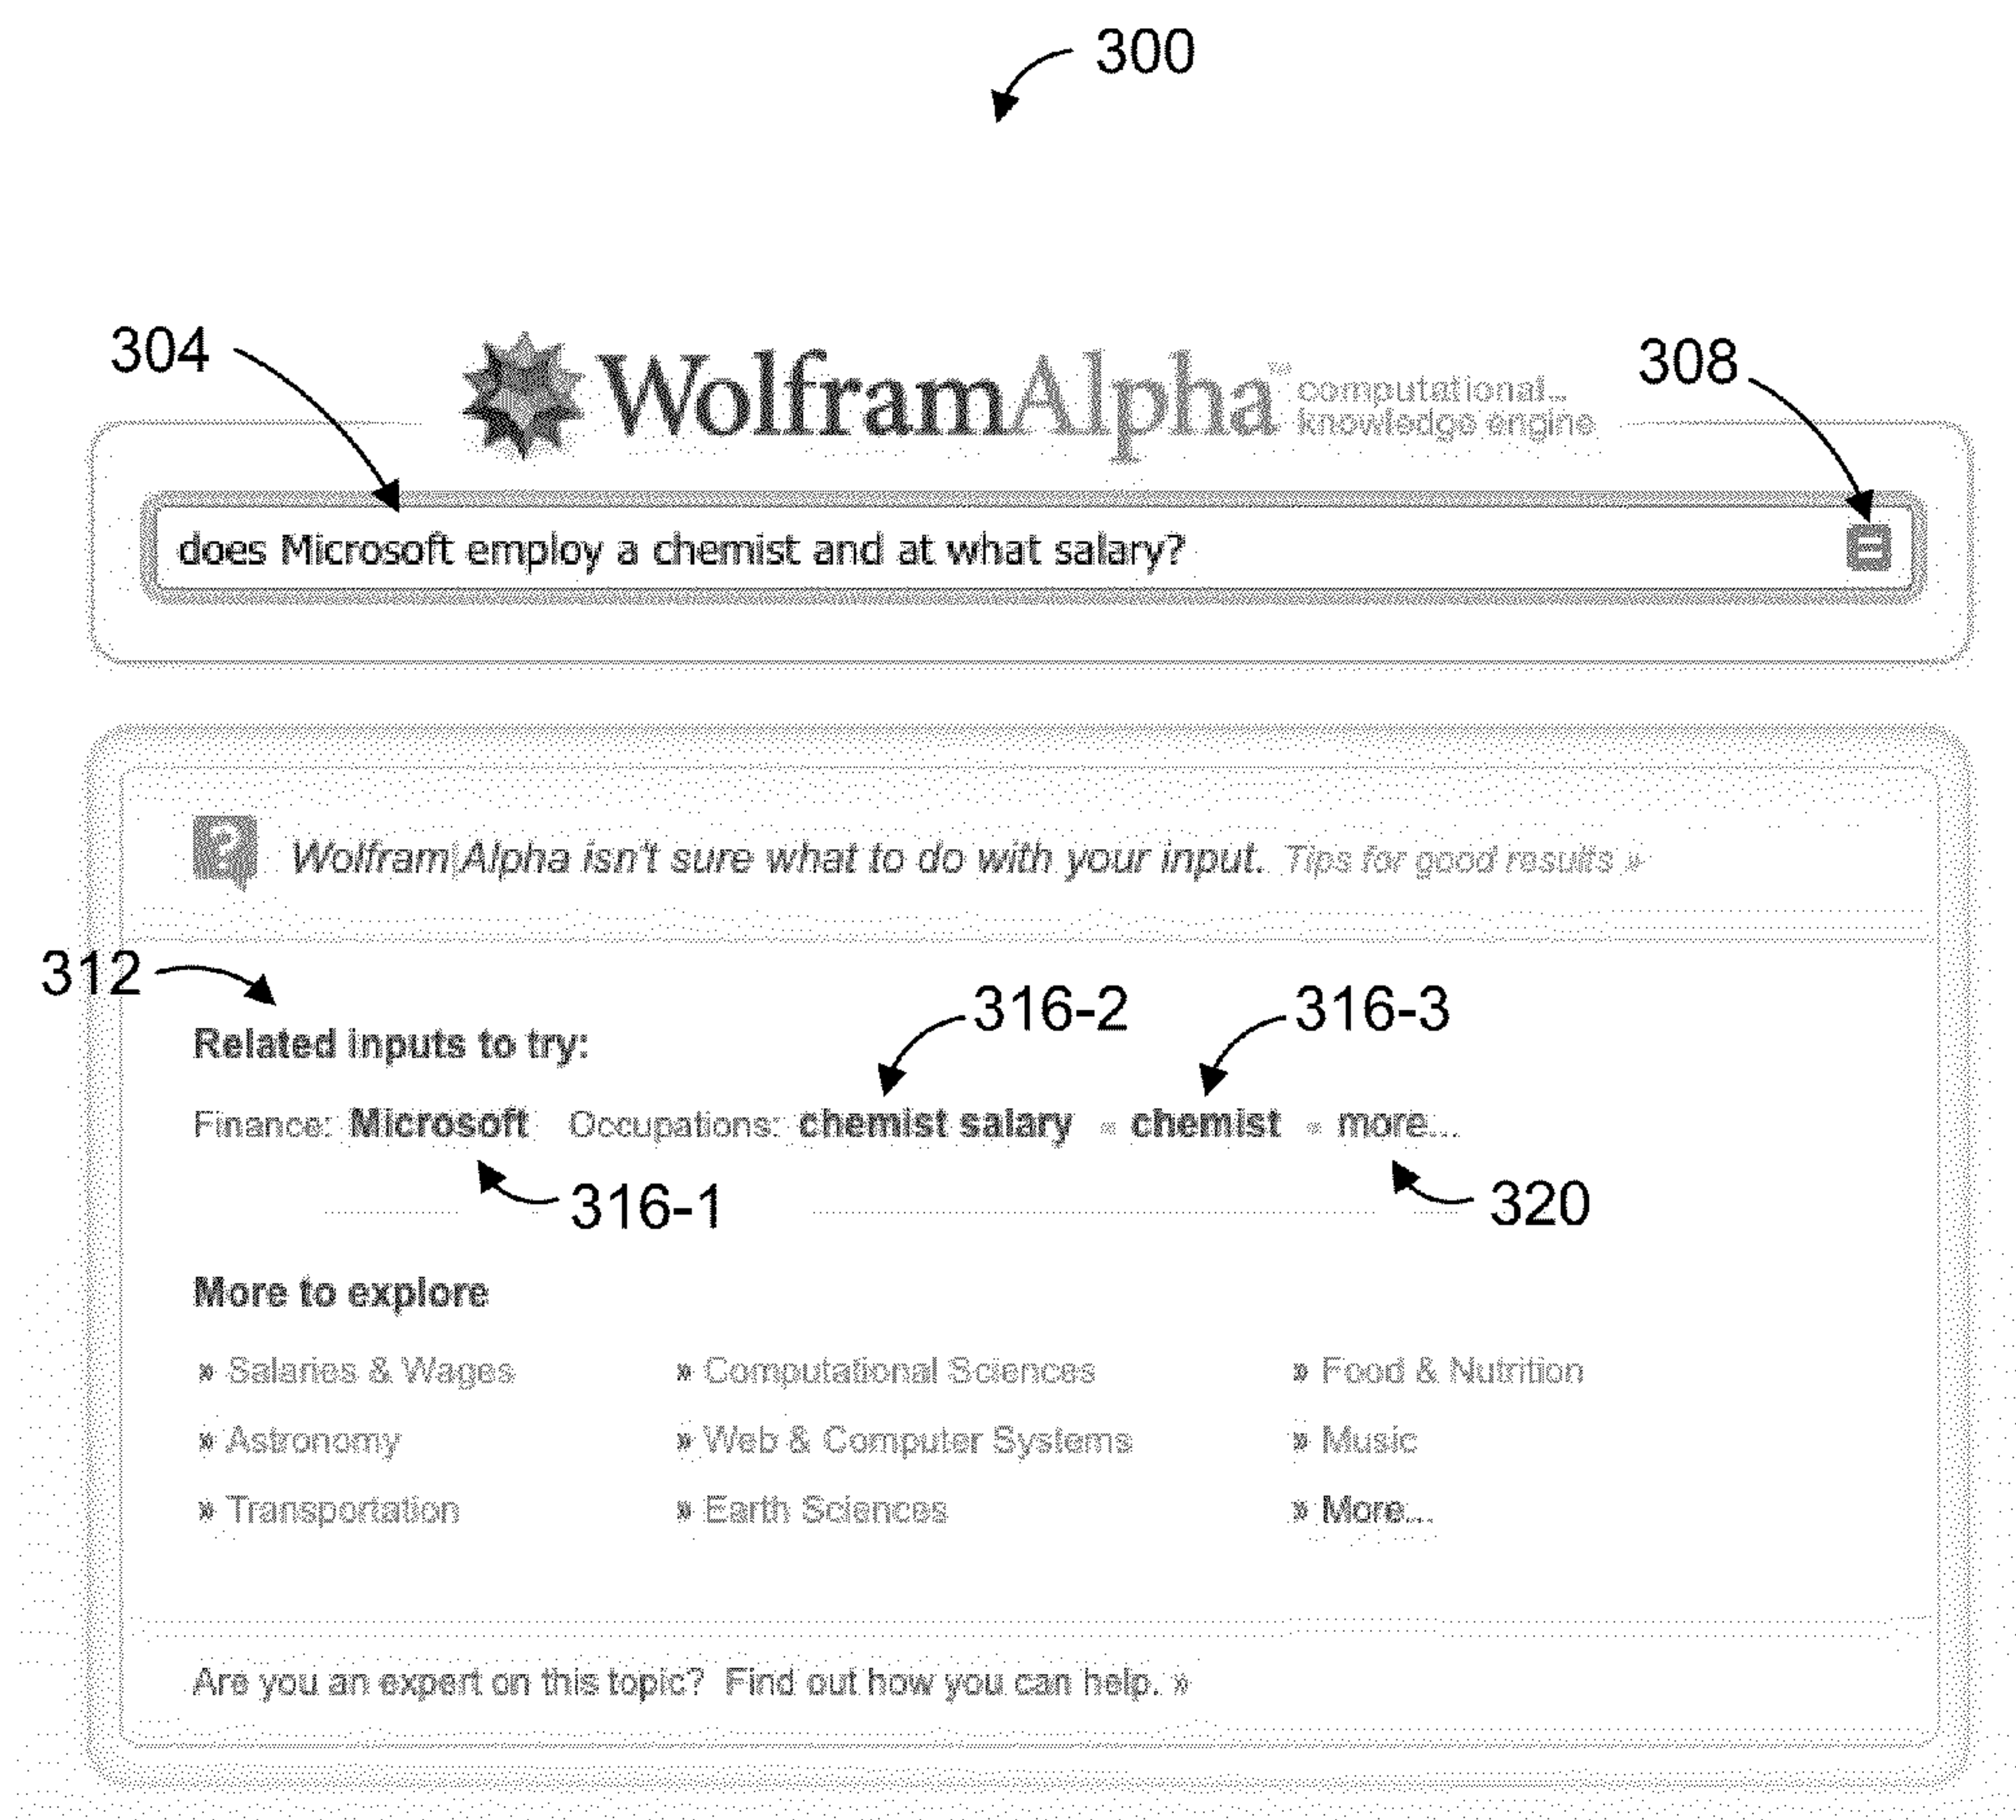 300
304
308
WolframAlpha™ computational...
knowledge engine
does Microsoft employ a chemist and at what salary?
Wolfram|Alpha isn't sure what to do with your input. Tips for good results »
312
316-2
316-3
Related inputs to try:
Finance: Microsoft Occupations: chemist salary chemist more...
316-1
320
More to explore
» Salaries & Wages » Computational Sciences » Food & Nutrition
» Astronomy » Web & Computer Systems » Music
» Transportation » Earth Sciences » More...
Are you an expert on this topic? Find out how you can help. »